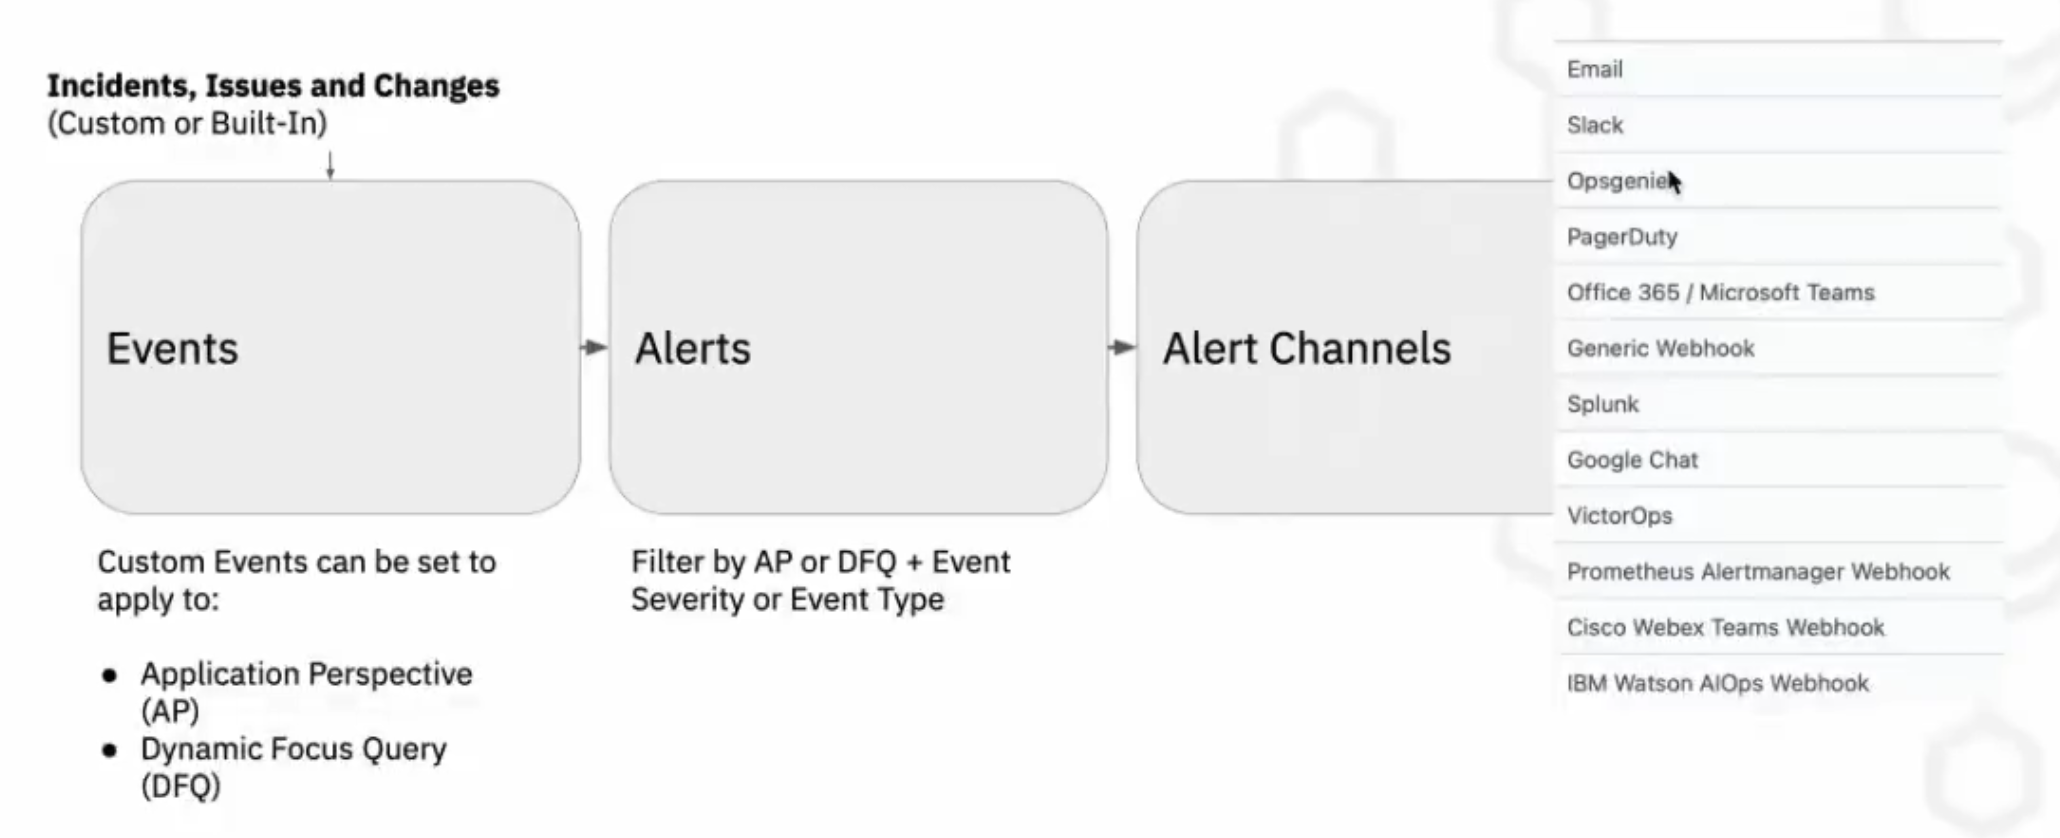 Incidents, Issues and Changes
(Custom or Built-In)
Events
Custom Events can be set to
apply to:
● Application Perspective
(AP)
● Dynamic Focus Query
(DFQ)
Alerts
Filter by AP or DFQ + Event
Severity or Event Type
Alert Channels
Email
Slack
Opsgenie
PagerDuty
Office 365 / Microsoft Teams
Generic Webhook
Splunk
Google Chat
VictorOps
Prometheus Alertmanager Webhook
Cisco Webex Teams Webhook
IBM Watson AIOps Webhook